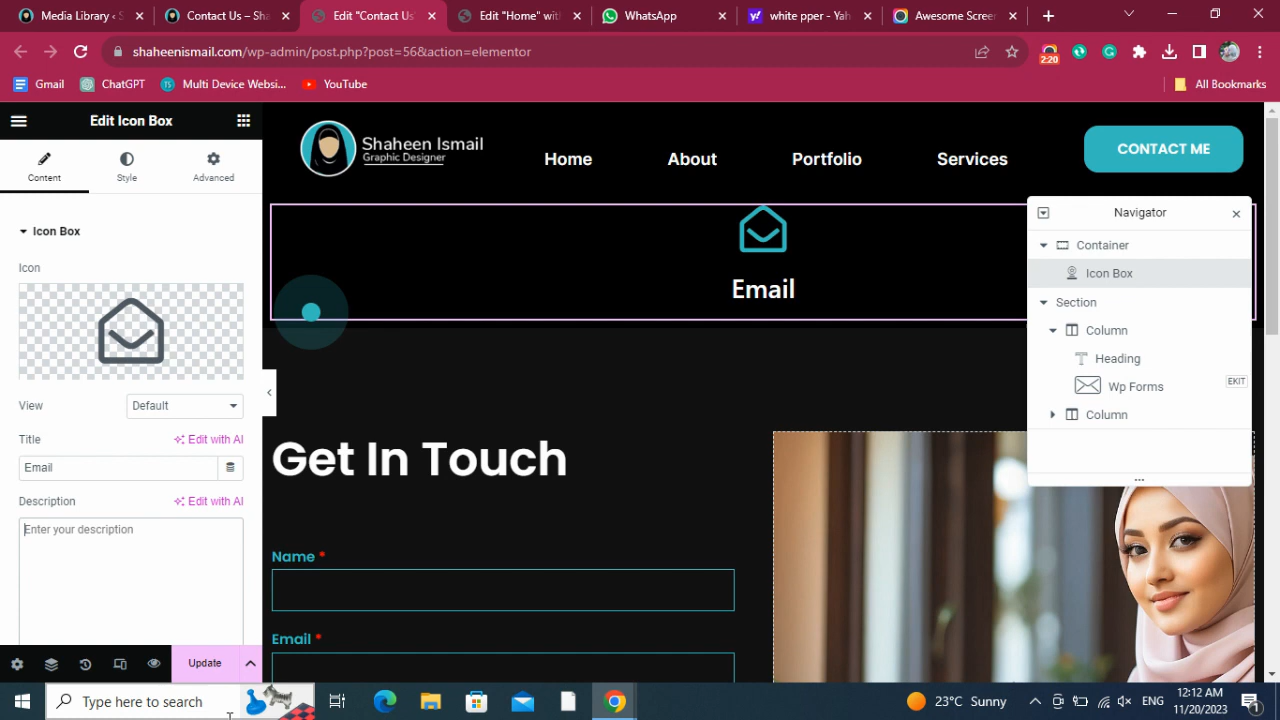 Media Library ‹ S
Contact Us – Sha
Edit "Contact Us"
Edit "Home" with
WhatsApp
white pper - Yah
Awesome Screen
shaheenismail.com/wp-admin/post.php?post=56&action=elementor
2:20
Gmail
ChatGPT
Multi Device Websi...
YouTube
All Bookmarks
Edit Icon Box
Content
Style
Advanced
Icon Box
Icon
View
Default
Title
Edit with AI
Email
Description
Edit with AI
Enter your description
Update
Shaheen Ismail
Graphic Designer
Home
About
Portfolio
Services
CONTACT ME
Email
Get In Touch
Name *
Email *
Navigator
Container
Icon Box
Section
Column
Heading
Wp Forms
EKIT
Column
Type here to search
23°C Sunny
ENG
12:12 AM
11/20/2023
1